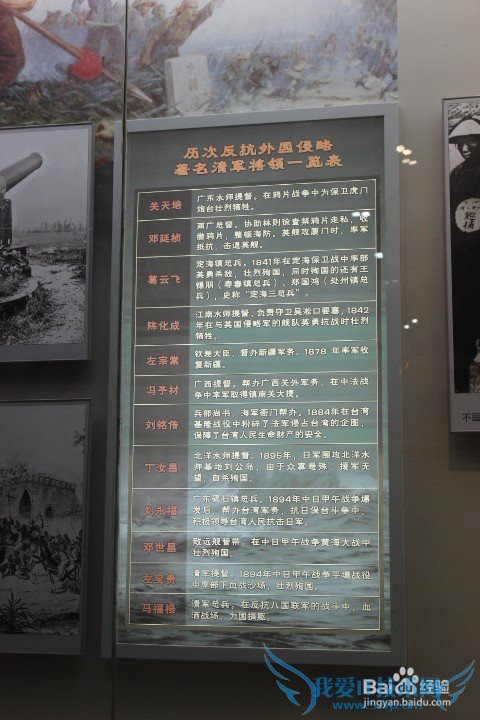 历次反抗外国侵略
著名清军将领一览表
关天培
广东水师提督。在鸦片战争中为保卫虎门
炮台壮烈牺牲。
邓廷桢
两广总督。协助林则徐查禁鸦片走私,收
缴鸦片,整顿海防。英舰攻厦门时,率军
抵抗,击退英舰。
葛云飞
定海镇总兵。1841年在定海保卫战中率部
英勇杀敌,壮烈殉国,同时殉国的还有王
锡朋(寿春镇总兵)、郑国鸿(处州镇总
兵),史称“定海三总兵”。
陈化成
江南水师提督、负责守卫吴淞口要塞,1842
年在与英国侵略军的舰队英勇抗战时壮烈
牺牲。
左宗棠
钦差大臣、督办新疆军务。1878 年率军收
复新疆。
冯子材
广西提督。帮办广西关外军务,在中法战
争中率军取得镇南关大捷。
刘铭传
兵部尚书,海军衙门帮办。1884年在台湾
基隆战役中粉碎了法军侵占台湾的企图,
保障了台湾人民生命财产的安全。
丁汝昌
北洋水师提督。1895年,日军围攻北洋水
师基地刘公岛,由于众寡悬殊,援军无
望,自杀殉国。
刘永福
广东碣石镇总兵。1894年中日甲午战争爆
发后,帮办台湾军务,抗日保台斗争中,
积极领导台湾人民抗击日军。
邓世昌
致远舰管带。在中日甲午战争黄海大战中
壮烈殉国。
左宝贵
清军提督。1894年中日甲午战争平壤战役
中率部下血战沙场,壮烈殉国。
马福禄
清军总兵。在反抗八国联军的战斗中,血
洒战场,为国捐躯。
不屈
Baidu 经验
jingyan.baidu.com